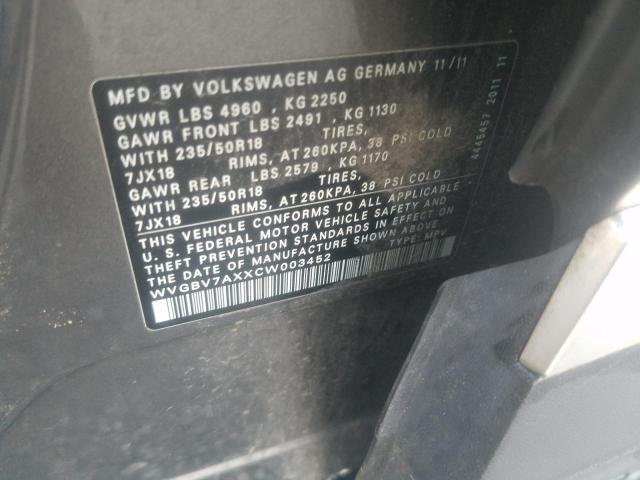 MFD BY VOLKSWAGEN AG GERMANY 11/11
GVWR LBS 4960 , KG 2250
GAWR FRONT LBS 2491 , KG 1130
WITH 235/50R18 TIRES,
7JX18 RIMS, AT 260KPA, 38 PSI COLD
GAWR REAR LBS 2579 , KG 1170
WITH 235/50R18 TIRES,
7JX18 RIMS, AT 260KPA, 38 PSI COLD
THIS VEHICLE CONFORMS TO ALL APPLICABLE
U. S. FEDERAL MOTOR VEHICLE SAFETY AND
THEFT PREVENTION STANDARDS IN EFFECT ON
THE DATE OF MANUFACTURE SHOWN ABOVE
WVGBV7AXXCW003452 TYPE: MPV
4445457 2011 11